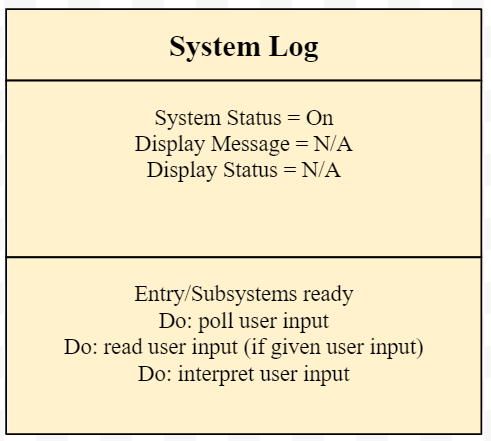 System Log
System Status = On
Display Message = N/A
Display Status = N/A
Entry/Subsystems ready
Do: poll user input
Do: read user input (if given user input)
Do: interpret user input